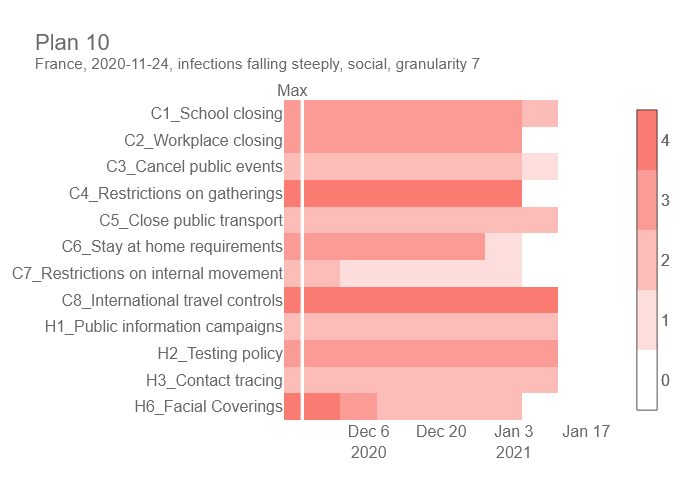 Plan 10
France, 2020-11-24, infections falling steeply, social, granularity 7
Max
C1_School closing
C2_Workplace closing
C3_Cancel public events
C4_Restrictions on gatherings
C5_Close public transport
C6_Stay at home requirements
C7_Restrictions on internal movement
C8_International travel controls
H1_Public information campaigns
H2_Testing policy
H3_Contact tracing
H6_Facial Coverings
Dec 6 Dec 20 Jan 3 Jan 17
2020 2021
4
3
2
1
0